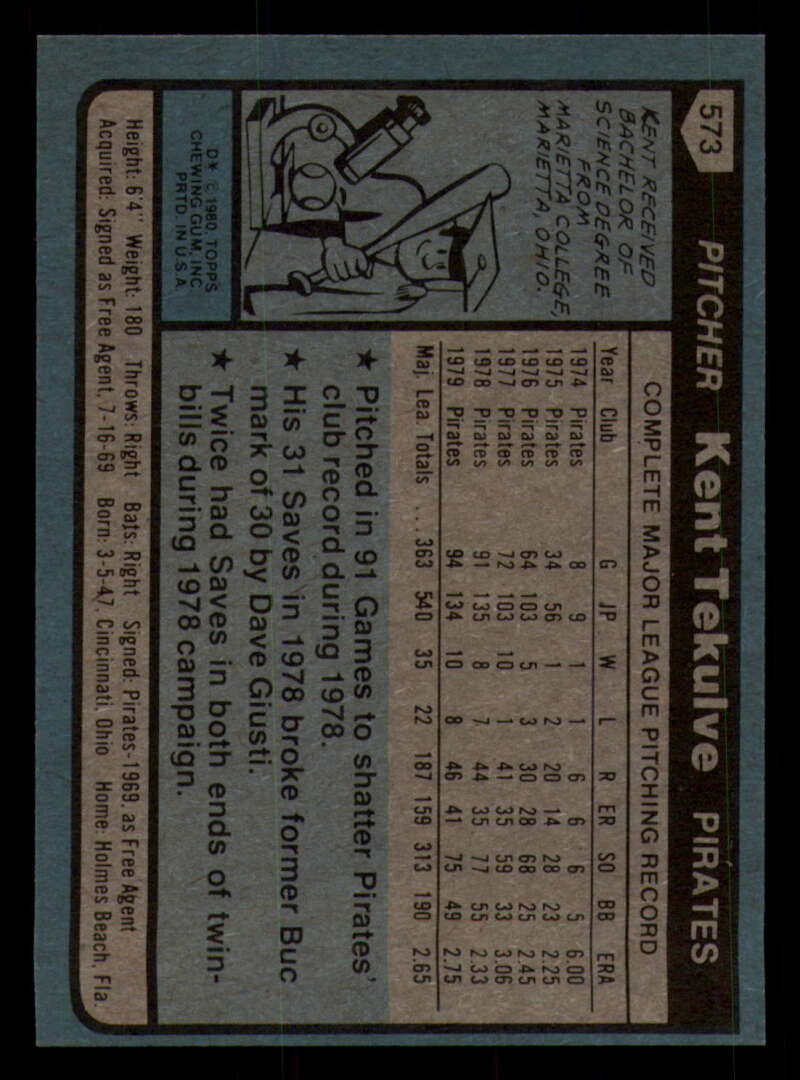 573 PITCHER Kent Tekulve PIRATES
KENT RECEIVED
BACHELOR OF
SCIENCE DEGREE
FROM
MARIETTA COLLEGE,
MARIETTA, OHIO.
D* © 1980, TOPPS
CHEWING GUM, INC.
PRTD. IN U.S.A.
COMPLETE MAJOR LEAGUE PITCHING RECORD
Year Club G IP W L R ER SO BB ERA
1974 Pirates 8 9 1 1 6 6 6 5 6.00
1975 Pirates 34 56 1 2 20 14 28 23 2.25
1976 Pirates 64 103 5 3 30 28 68 25 2.45
1977 Pirates 72 103 10 1 41 35 59 33 3.06
1978 Pirates 91 135 8 7 44 35 77 55 2.33
1979 Pirates 94 134 10 8 46 41 75 49 2.75
Maj. Lea. Totals ... 363 540 35 22 187 159 313 190 2.65
★ Pitched in 91 Games to shatter Pirates'
club record during 1978.
★ His 31 Saves in 1978 broke former Buc
mark of 30 by Dave Giusti.
★ Twice had Saves in both ends of twin-
bills during 1978 campaign.
Height: 6'4" Weight: 180 Throws: Right Bats: Right Signed: Pirates-1969, as Free Agent
Acquired: Signed as Free Agent, 7-16-69 Born: 3-5-47, Cincinnati, Ohio Home: Holmes Beach, Fla.